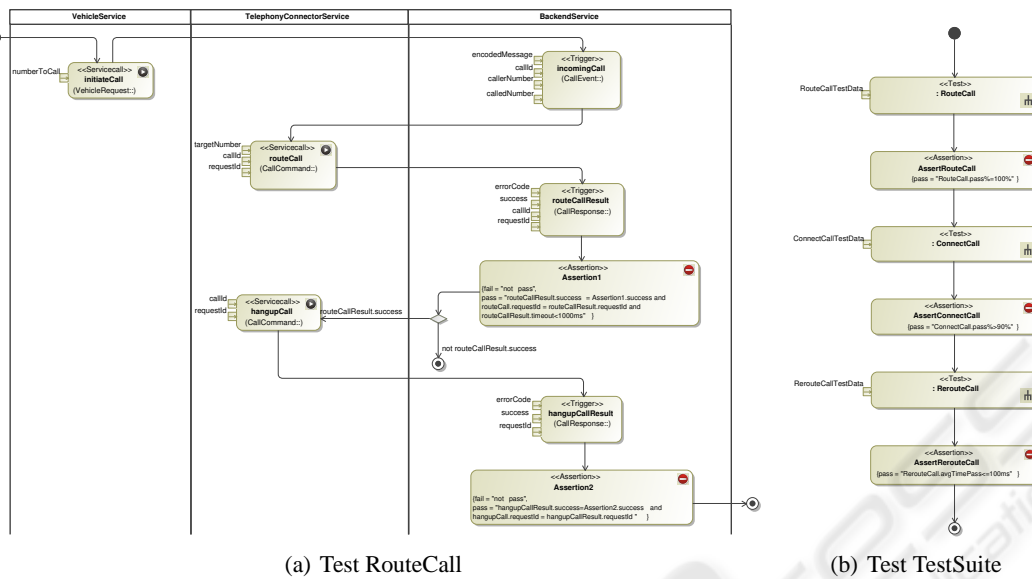 VehicleService
TelephonyConnectorService
BackendService
numberToCall
<<Servicecall>>
initiateCall
(VehicleRequest::)
encodedMessage
callId
callerNumber
calledNumber
<<Trigger>>
incomingCall
(CallEvent::)
targetNumber
callId
requestId
<<Servicecall>>
routeCall
(CallCommand::)
errorCode
success
callId
requestId
<<Trigger>>
routeCallResult
(CallResponse::)
<<Assertion>>
Assertion1
{fail = "not pass",
pass = "routeCallResult.success = Assertion1.success and
routeCall.requestId = routeCallResult.requestId and
routeCallResult.timeout<1000ms" }
callId
requestId
<<Servicecall>>
hangupCall
(CallCommand::)
routeCallResult.success
not routeCallResult.success
errorCode
success
requestId
<<Trigger>>
hangupCallResult
(CallResponse::)
<<Assertion>>
Assertion2
{fail = "not pass",
pass = "hangupCallResult.success=Assertion2.success and
hangupCall.requestId = hangupCallResult.requestId " }
(a) Test RouteCall
RouteCallTestData
<<Test>>
: RouteCall
<<Assertion>>
AssertRouteCall
{pass = "RouteCall.pass%=100%" }
ConnectCallTestData
<<Test>>
: ConnectCall
<<Assertion>>
AssertConnectCall
{pass = "ConnectCall.pass%>90%" }
RerouteCallTestData
<<Test>>
: RerouteCall
<<Assertion>>
AssertRerouteCall
{pass = "RerouteCall.avgTimePass<=100ms" }
(b) Test TestSuite